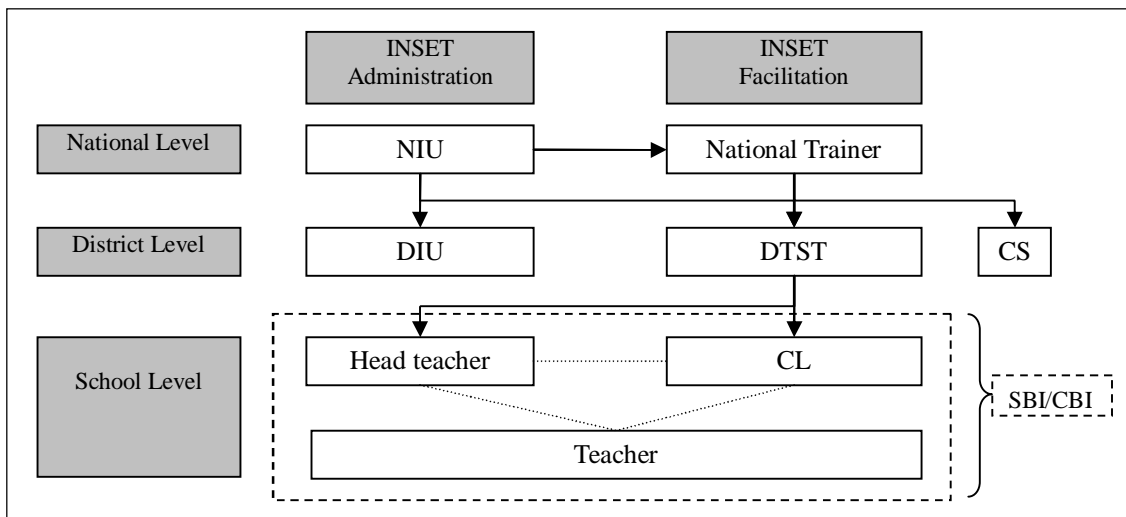 INSET
Administration
INSET
Facilitation
National Level
NIU
National Trainer
District Level
DIU
DTST
CS
School Level
Head teacher
CL
SBI/CBI
Teacher